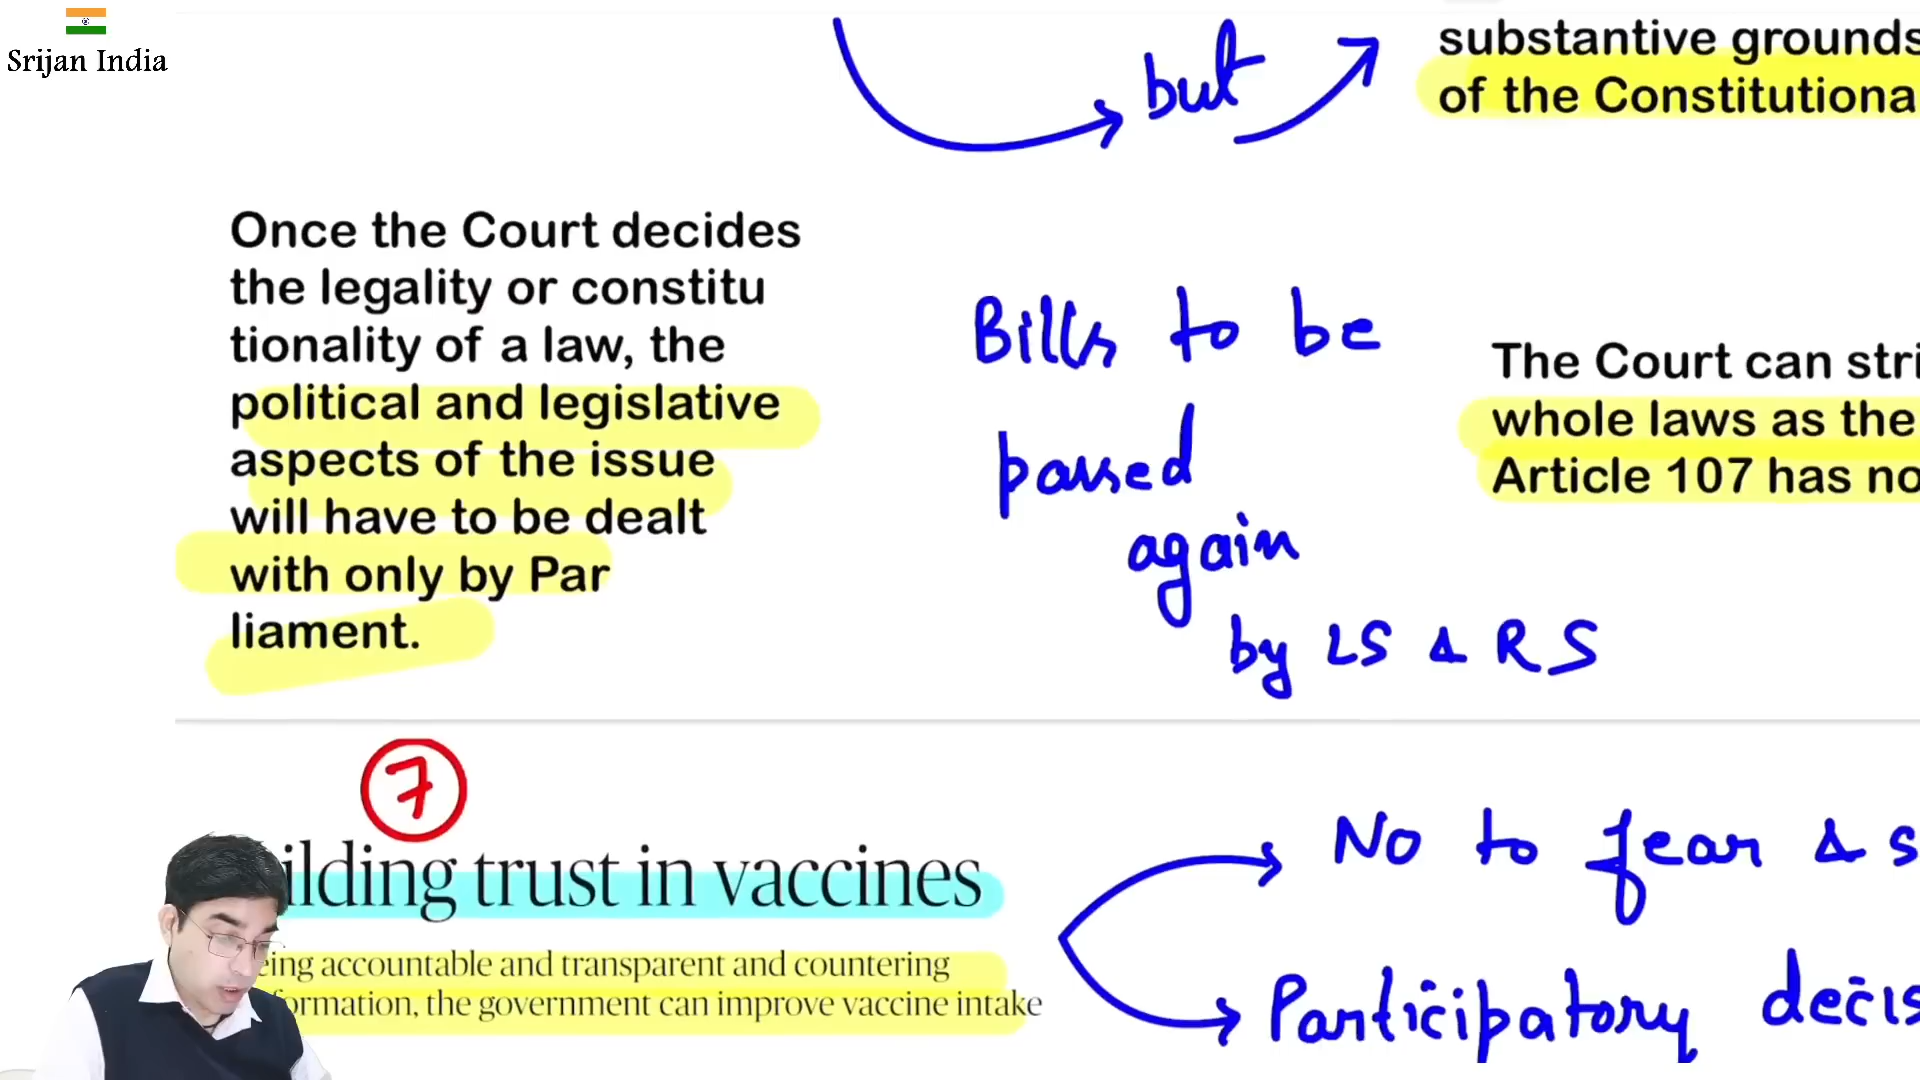 Srijan India
but
substantive grounds
of the Constitutiona
Once the Court decides
the legality or constitu
tionality of a law, the
political and legislative
aspects of the issue
will have to be dealt
with only by Par
liament.
Bills to be
passed
again
by LS & RS
The Court can stri
whole laws as the
Article 107 has no
7
ilding trust in vaccines
eing accountable and transparent and countering
formation, the government can improve vaccine intake
No to fear & s
Participatory decis